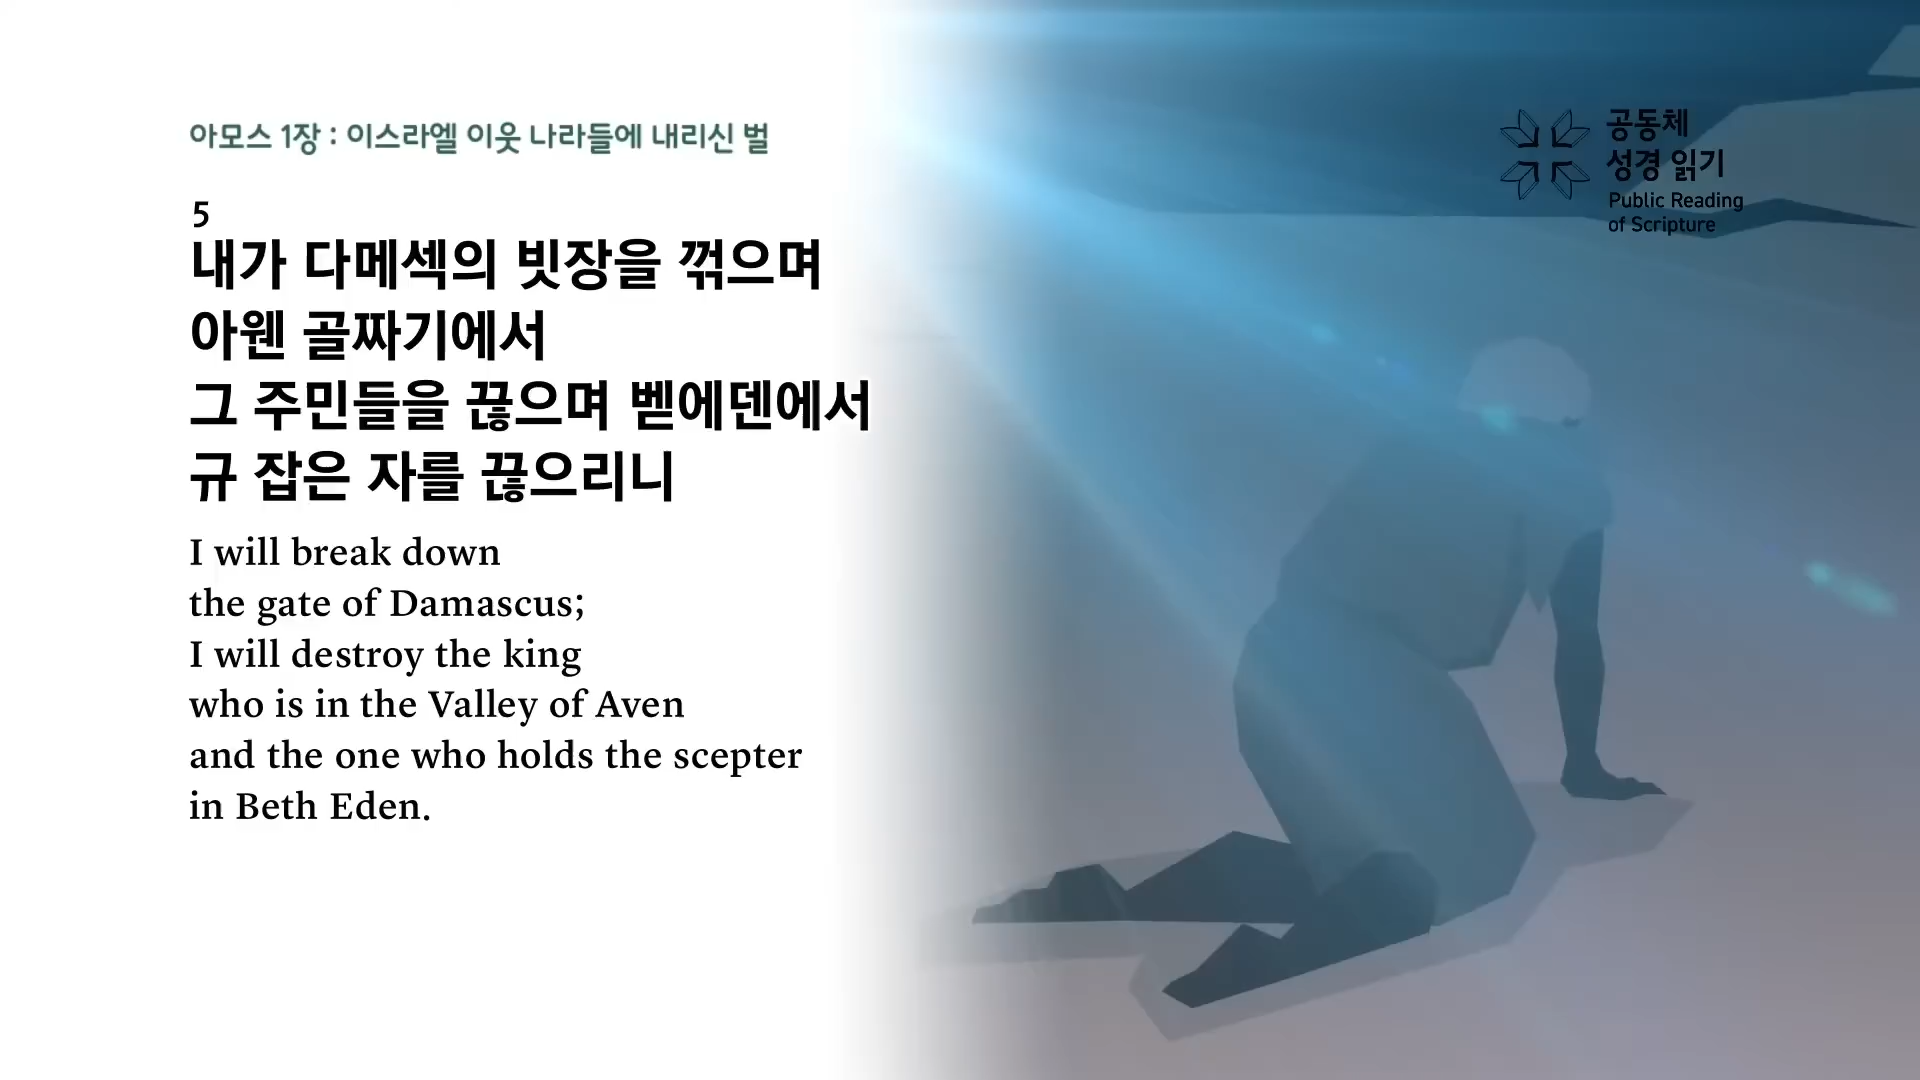 아모스 1장 : 이스라엘 이웃 나라들에 내리신 벌
5
내가 다메섹의 빗장을 꺾으며
아웬 골짜기에서
그 주민들을 끊으며 벧에덴에서
규 잡은 자를 끊으리니
I will break down
the gate of Damascus;
I will destroy the king
who is in the Valley of Aven
and the one who holds the scepter
in Beth Eden.
공동체
성경 읽기
Public Reading
of Scripture